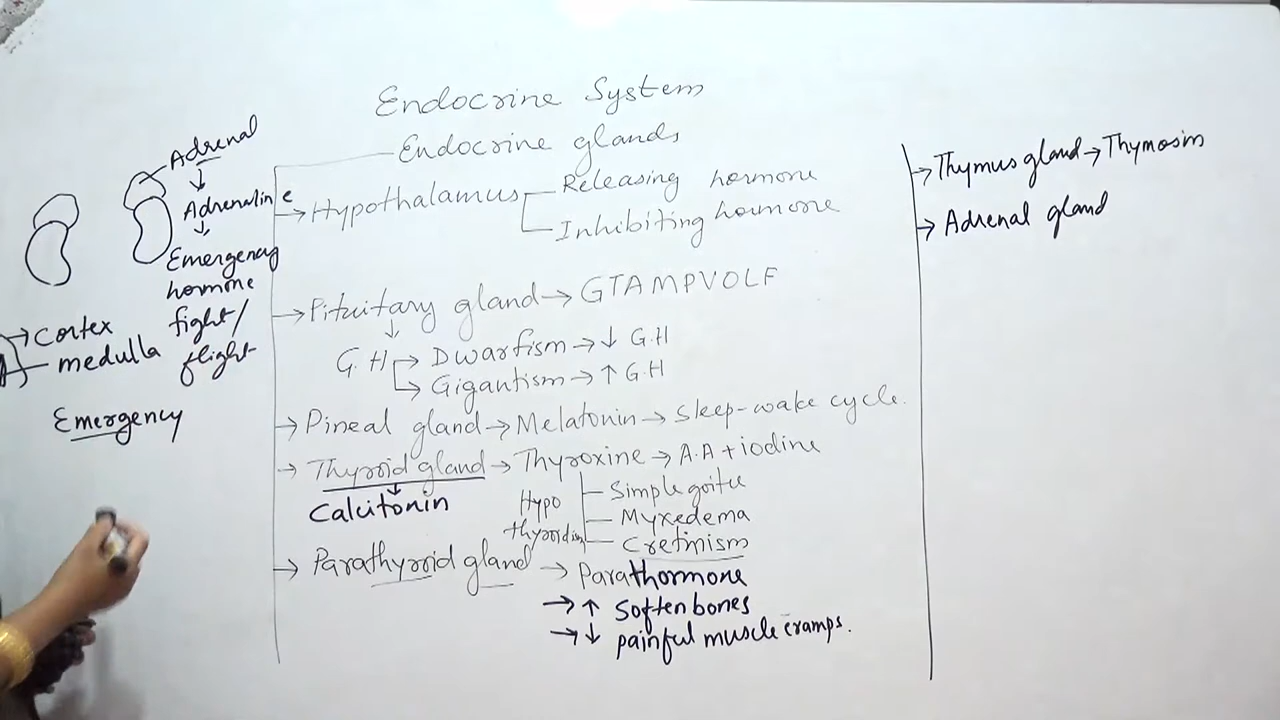 Endocrine System
Endocrine glands
→ Hypothalamus Releasing hormone
Inhibiting hormone
→ Pituitary gland → GTAMPVOLF
↓
G.H → Dwarfism → ↓ G.H
→ Gigantism → ↑ G.H
→ Pineal gland → Melatonin → Sleep-wake cycle.
→ Thyroid gland → Thyroxine → A.A + iodine
↓
Calcitonin
Hypo thyroidism
Simple goitre
Myxedema
Cretinism
→ Parathyroid gland → Parathormone
→ ↑ Soften bones
→ ↓ painful muscle cramps.
Adrenal
↓
Adrenaline
↓
Emergency
hormone
fight/
flight
→ Cortex
medulla
Emergency
→ Thymus gland → Thymosin
→ Adrenal gland